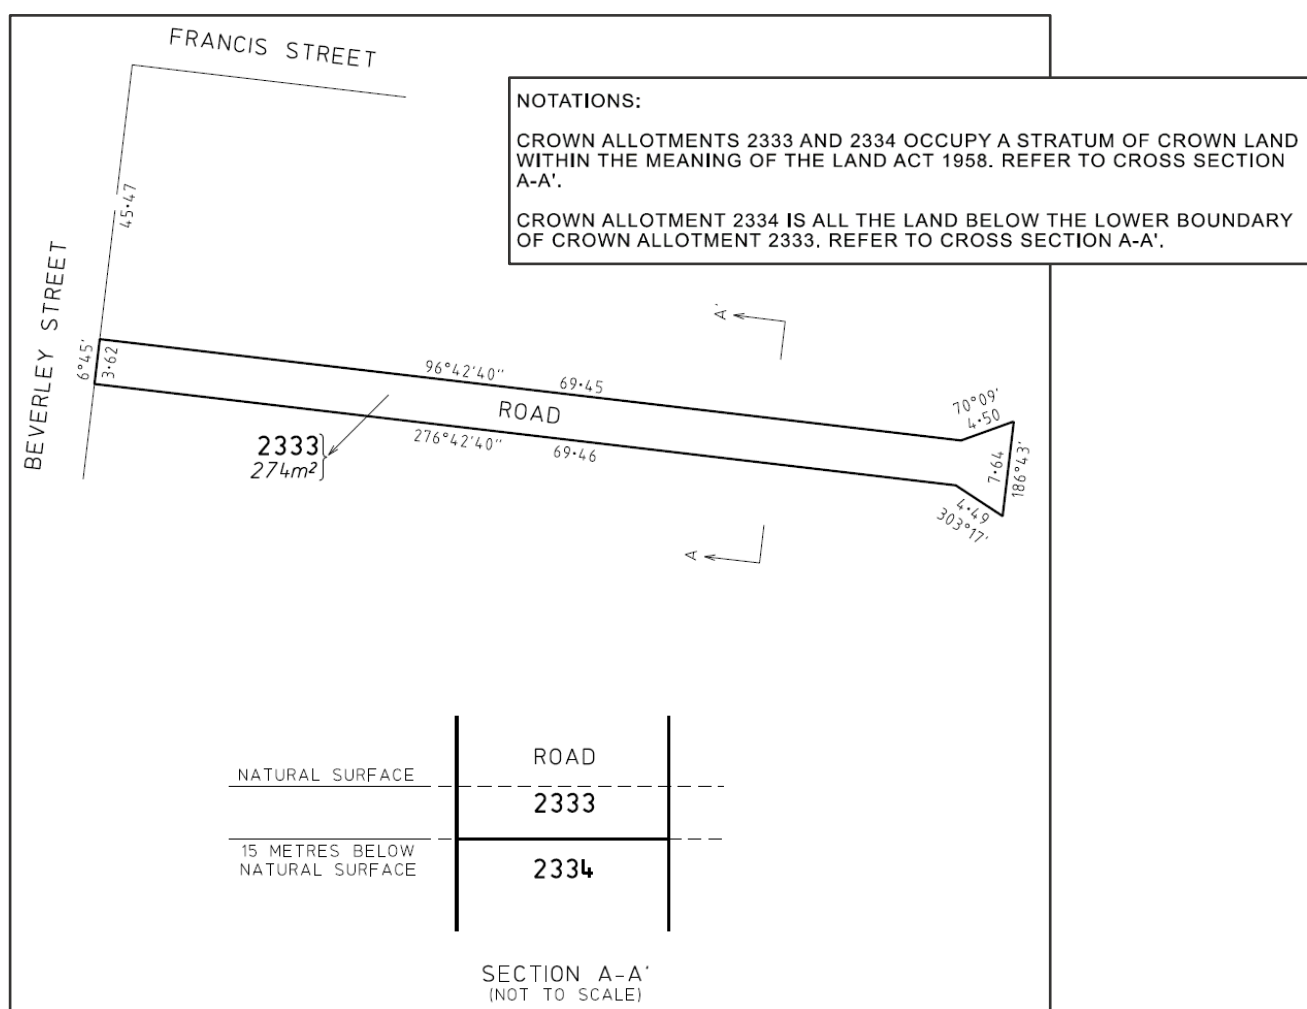 FRANCIS STREET
NOTATIONS:
CROWN ALLOTMENTS 2333 AND 2334 OCCUPY A STRATUM OF CROWN LAND
WITHIN THE MEANING OF THE LAND ACT 1958. REFER TO CROSS SECTION
A-A'.
CROWN ALLOTMENT 2334 IS ALL THE LAND BELOW THE LOWER BOUNDARY
OF CROWN ALLOTMENT 2333. REFER TO CROSS SECTION A-A'.
45·47
BEVERLEY STREET
6°45'
3·62
A'
96°42'40"
69·45
ROAD
276°42'40"
69·46
2333
274m²
70°09'
4·50
7·64
186°43'
4·49
303°17'
A
ROAD
NATURAL SURFACE
2333
15 METRES BELOW
NATURAL SURFACE
2334
SECTION A-A'
(NOT TO SCALE)